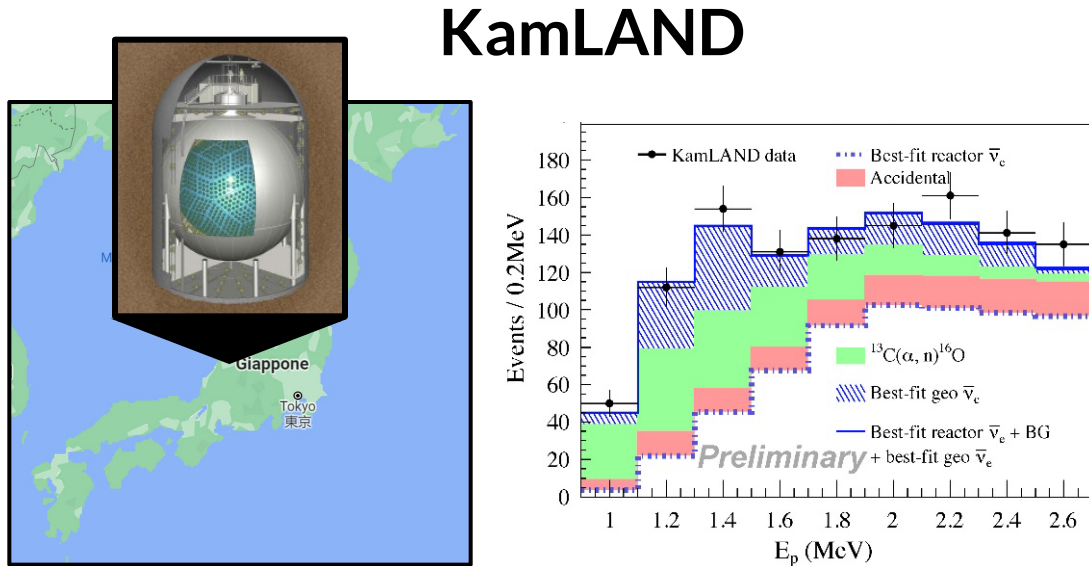 KamLAND
M
Giappone
Tokyo
東京
Events / 0.2MeV
180
160
140
120
100
80
60
40
20
0
KamLAND data
Best-fit reactor ν̅e
Accidental
¹³C(α, n)¹⁶O
Best-fit geo ν̅e
Best-fit reactor ν̅e + BG
+ best-fit geo ν̅e
Preliminary
1 1.2 1.4 1.6 1.8 2 2.2 2.4 2.6
Ep (MeV)